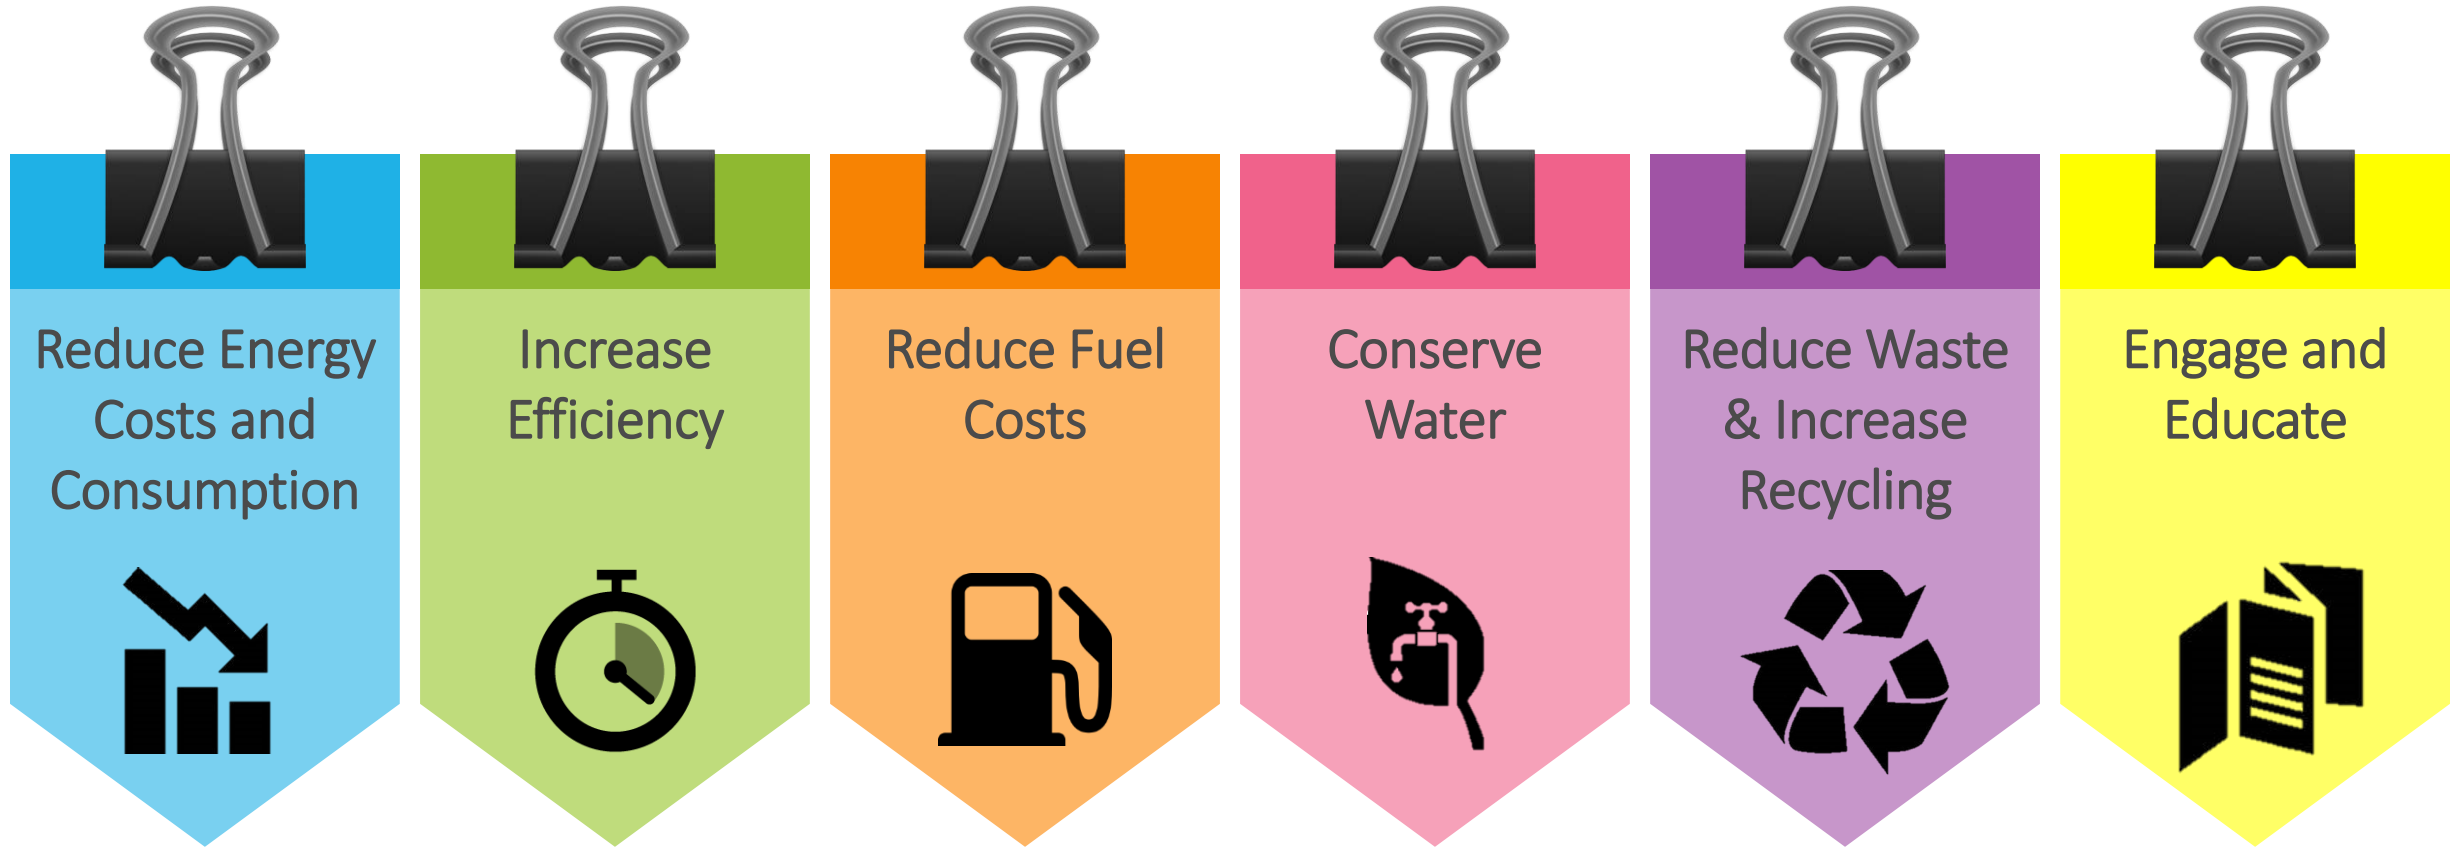 Reduce Energy
Costs and
Consumption
Increase
Efficiency
Reduce Fuel
Costs
Conserve
Water
Reduce Waste
& Increase
Recycling
Engage and
Educate